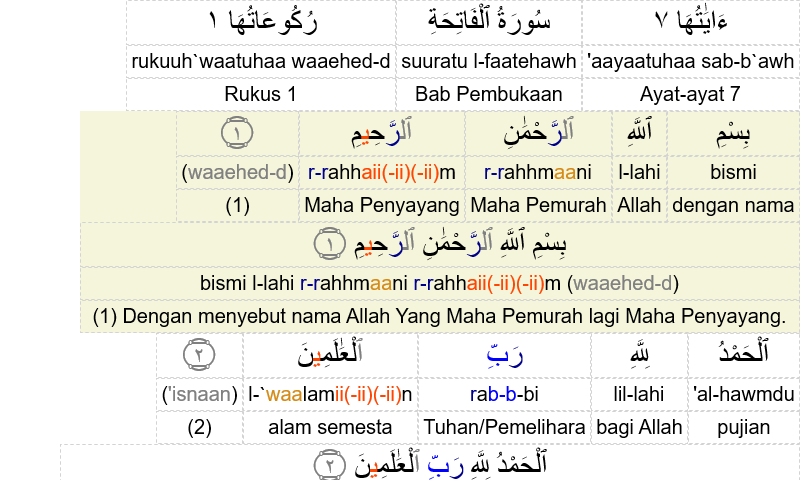 ءَايَٰتُهَا ٧ سُورَةُ ٱلْفَاتِحَةِ رُكُوعَاتُهَا ١
rukuuh`waatuhaa waaehed-d suuratu l-faatehawh 'aayaatuhaa sab-b`awh
Rukus 1 Bab Pembukaan Ayat-ayat 7
بِسْمِ ٱللَّهِ ٱلرَّحْمَٰنِ ٱلرَّحِيمِ ١
(waaehed-d) r-rahhaii(-ii)(-ii)m r-rahhmaani l-lahi bismi
(1) Maha Penyayang Maha Pemurah Allah dengan nama
بِسْمِ ٱللَّهِ ٱلرَّحْمَٰنِ ٱلرَّحِيمِ ١
bismi l-lahi r-rahhmaani r-rahhaii(-ii)(-ii)m (waaehed-d)
(1) Dengan menyebut nama Allah Yang Maha Pemurah lagi Maha Penyayang.
ٱلْحَمْدُ لِلَّهِ رَبِّ ٱلْعَٰلَمِينَ ٢
('isnaan) l-`waalamii(-ii)(-ii)n rab-b-bi lil-lahi 'al-hawmdu
(2) alam semesta Tuhan/Pemelihara bagi Allah pujian
ٱلْحَمْدُ لِلَّهِ رَبِّ ٱلْعَٰلَمِينَ ٢